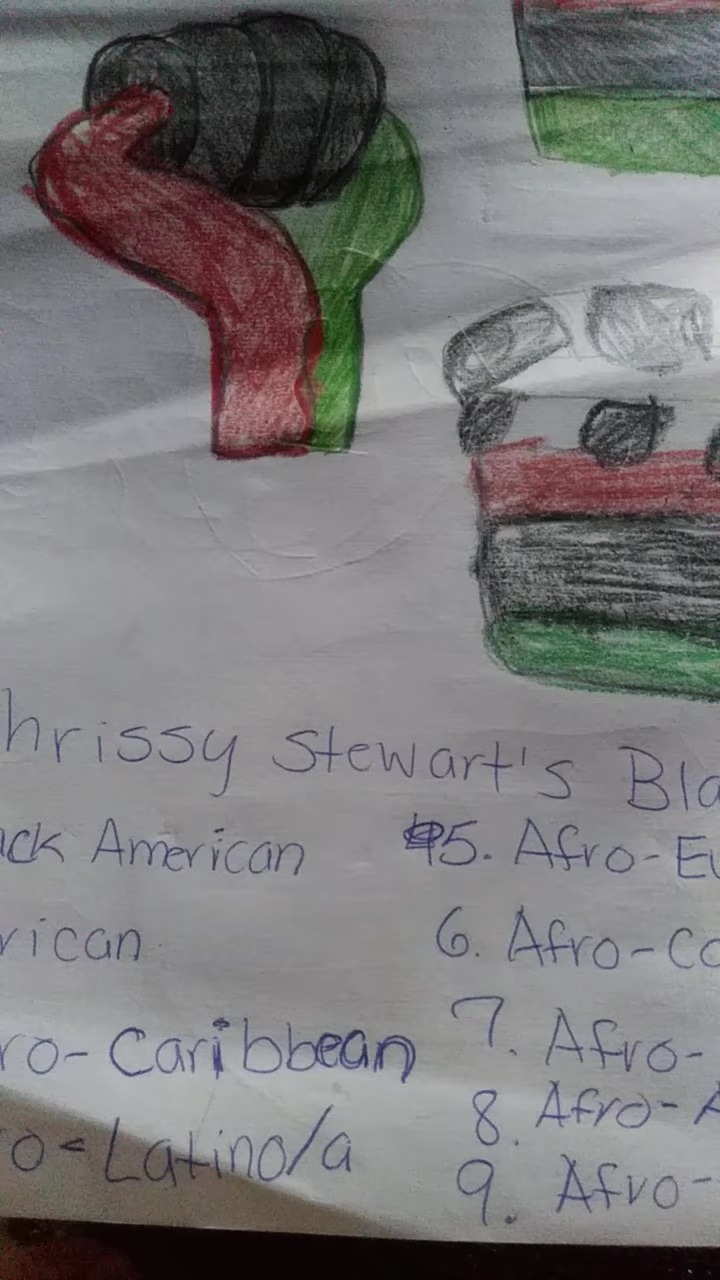 hrissy Stewart's Bla
ack American
rican
ro-Caribbean
ro-Latino/a
5. Afro-Eu
6. Afro-Co
7. Afro-
8. Afro-A
9. Afro-